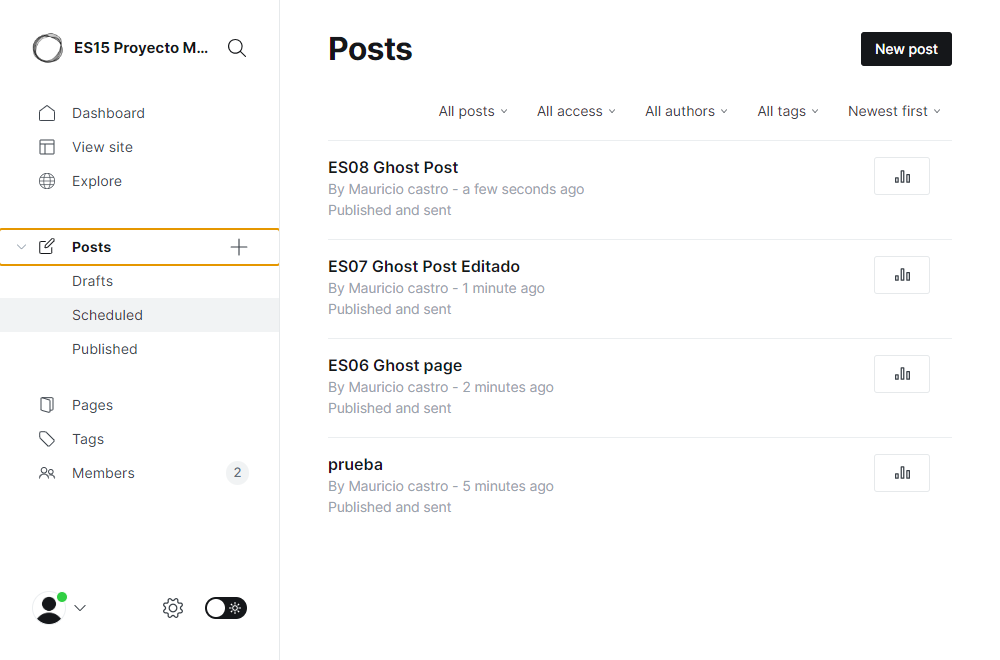 ES15 Proyecto M...
Dashboard
View site
Explore
Posts
Drafts
Scheduled
Published
Pages
Tags
Members 2
Posts
New post
All posts All access All authors All tags Newest first
ES08 Ghost Post
By Mauricio castro - a few seconds ago
Published and sent
ES07 Ghost Post Editado
By Mauricio castro - 1 minute ago
Published and sent
ES06 Ghost page
By Mauricio castro - 2 minutes ago
Published and sent
prueba
By Mauricio castro - 5 minutes ago
Published and sent